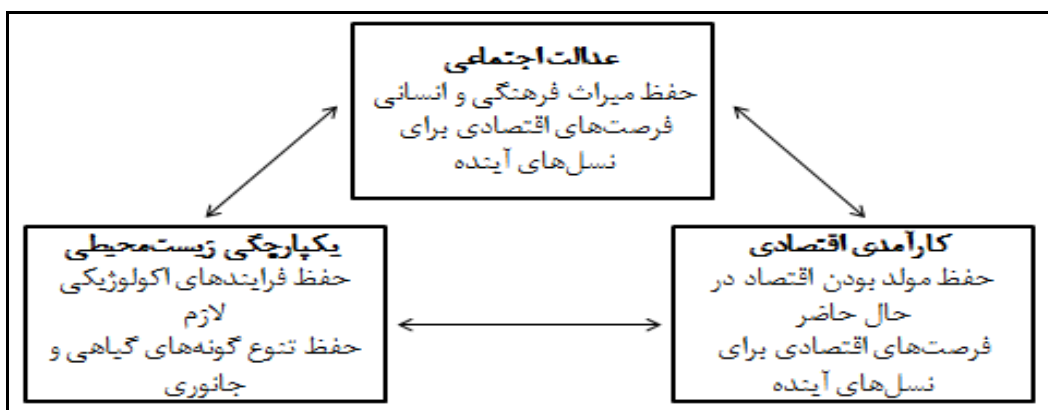 عدالت اجتماعی
حفظ میراث فرهنگی و انسانی
فرصت‌های اقتصادی برای
نسل‌های آینده
کارآمدی اقتصادی
حفظ مولد بودن اقتصاد در
حال حاضر
فرصت‌های اقتصادی برای
نسل‌های آینده
یکپارچگی زیست‌محیطی
حفظ فرایندهای اکولوژیکی
لازم
حفظ تنوع گونه‌های گیاهی و
جانوری